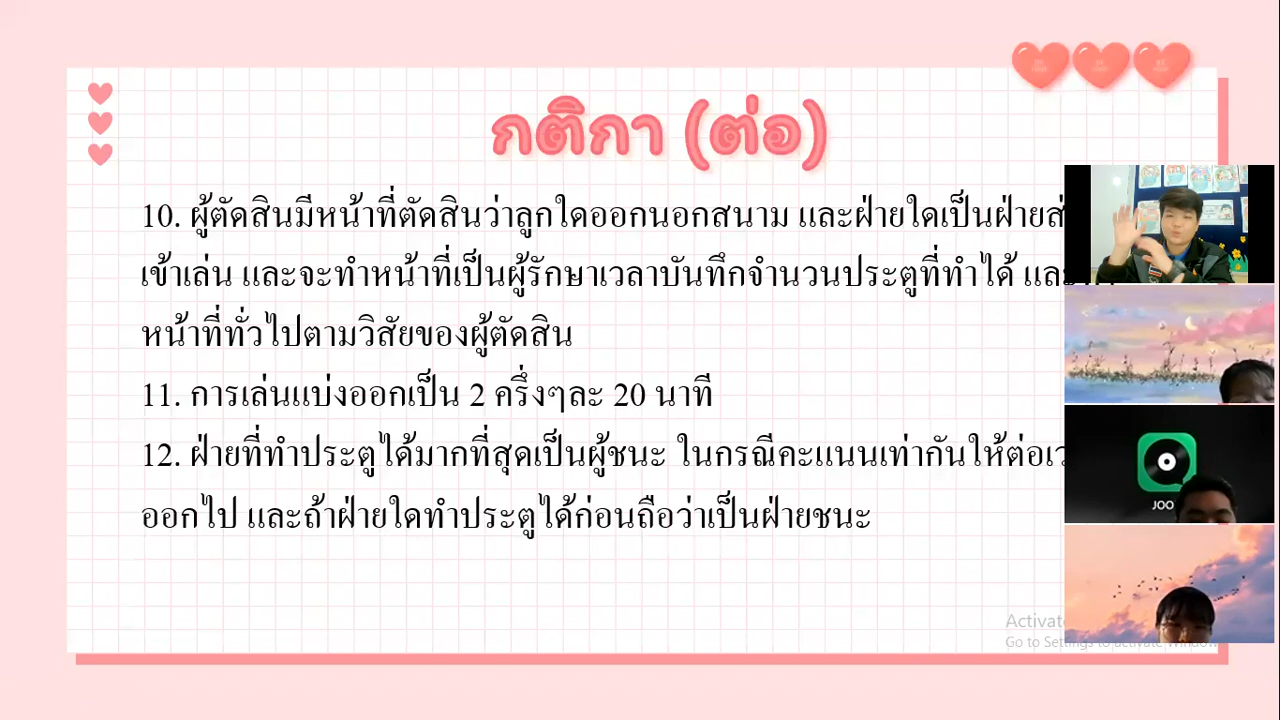 กติกา (ต่อ)
10. ผู้ตัดสินมีหน้าที่ตัดสินว่าลูกใดออกนอกสนาม และฝ่ายใดเป็นฝ่าย
เข้าเล่น และจะทำหน้าที่เป็นผู้รักษาเวลาบันทึกจำนวนประตูที่ทำได้
หน้าที่ทั่วไปตามวิสัยของผู้ตัดสิน
11. การเล่นแบ่งออกเป็น 2 ครึ่งๆละ 20 นาที
12. ฝ่ายที่ทำประตูได้มากที่สุดเป็นผู้ชนะ ในกรณีคะแนนเท่ากันให้ต่อ
ออกไป และถ้าฝ่ายใดทำประตูได้ก่อนถือว่าเป็นฝ่ายชนะ
JOO
Go to Settings to activate Window